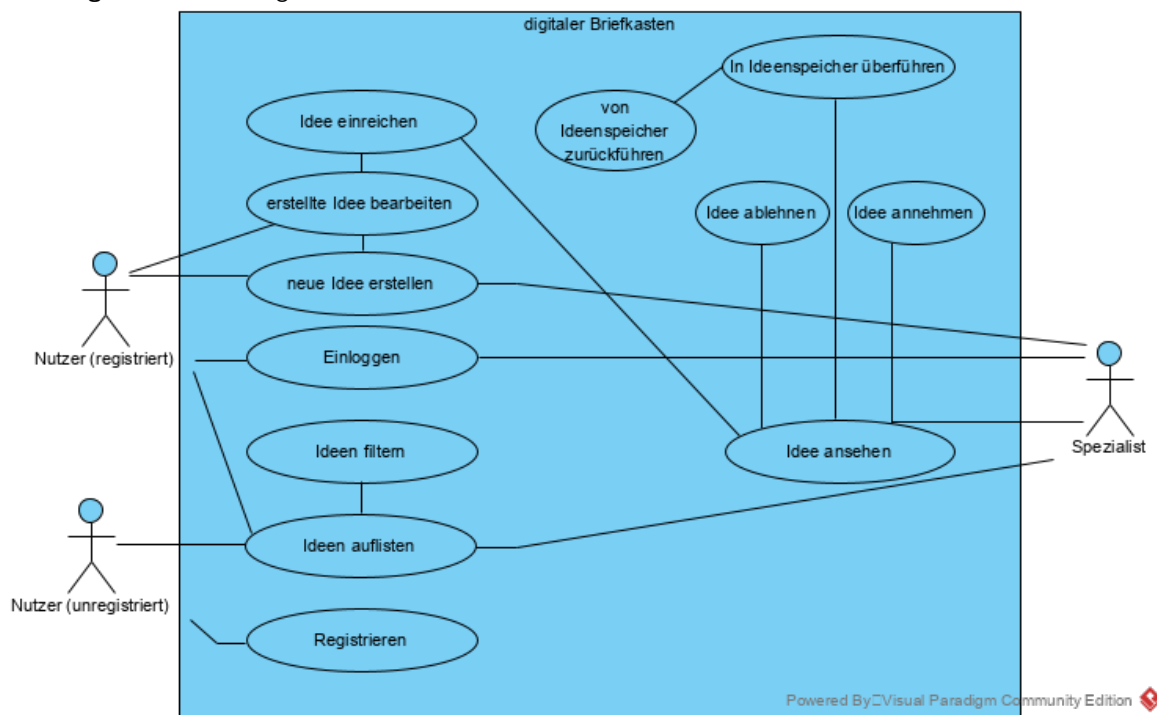 digitaler Briefkasten
In Ideenspeicher überführen
von
Ideenspeicher
zurückführen
Idee einreichen
erstellte Idee bearbeiten
Idee ablehnen
Idee annehmen
neue Idee erstellen
Nutzer (registriert)
Einloggen
Ideen filtern
Idee ansehen
Spezialist
Ideen auflisten
Nutzer (unregistriert)
Registrieren
Powered By Visual Paradigm Community Edition